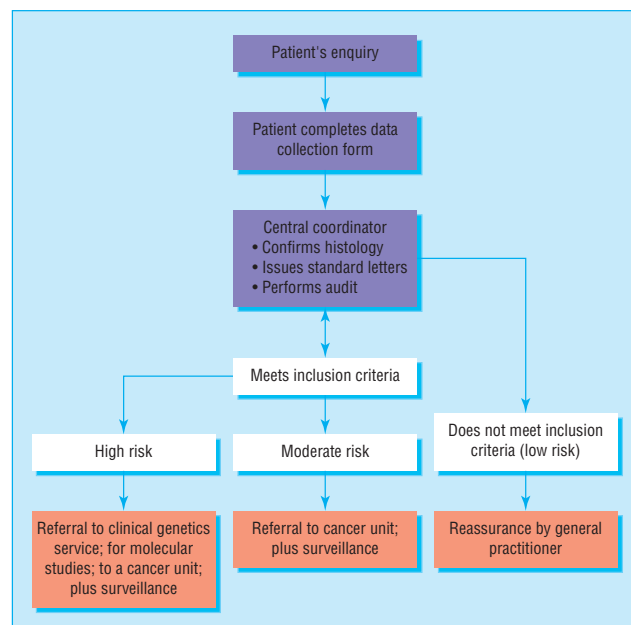 Patient's enquiry
Patient completes data
collection form
Central coordinator
• Confirms histology
• Issues standard letters
• Performs audit
Meets inclusion criteria
High risk
Moderate risk
Does not meet inclusion
criteria (low risk)
Referral to clinical genetics
service; for molecular
studies; to a cancer unit;
plus surveillance
Referral to cancer unit;
plus surveillance
Reassurance by general
practitioner